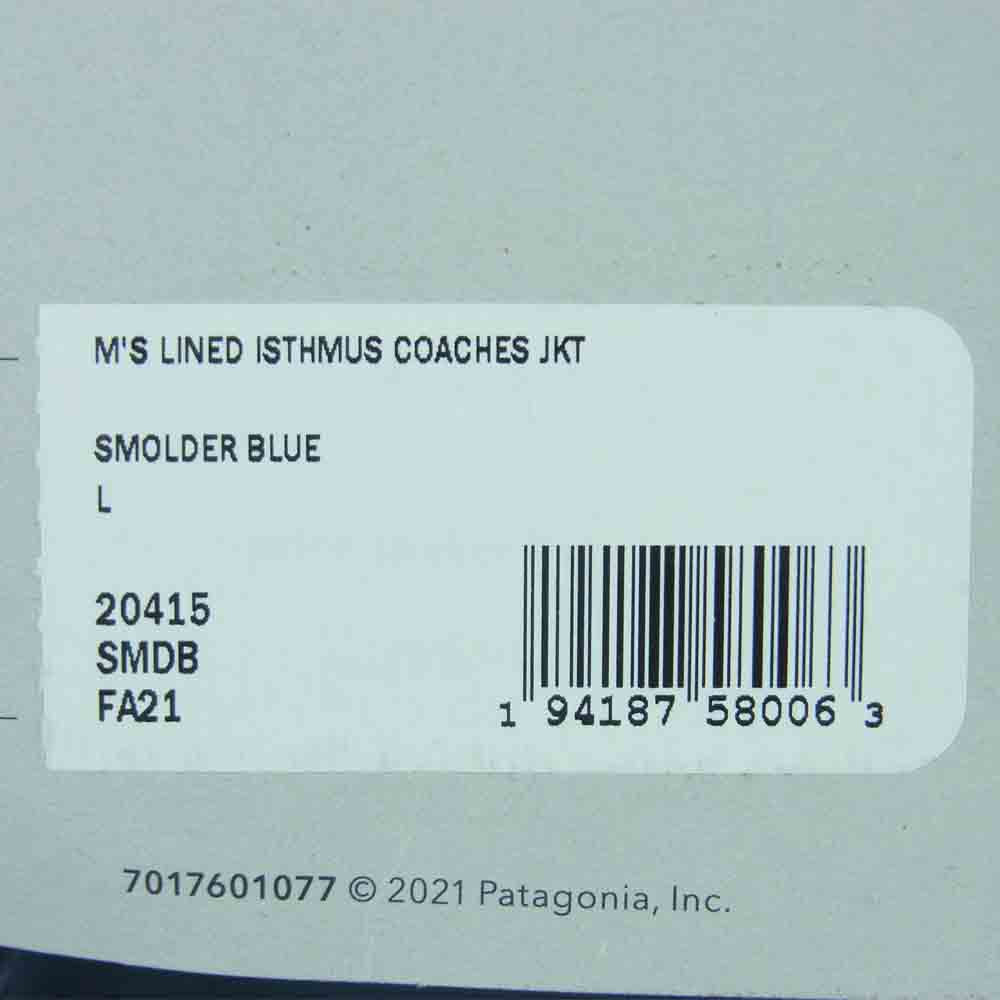 M'S LINED ISTHMUS COACHES JKT
SMOLDER BLUE
L
20415
SMDB
FA21
1 94187 58006 3
7017601077 © 2021 Patagonia, Inc.